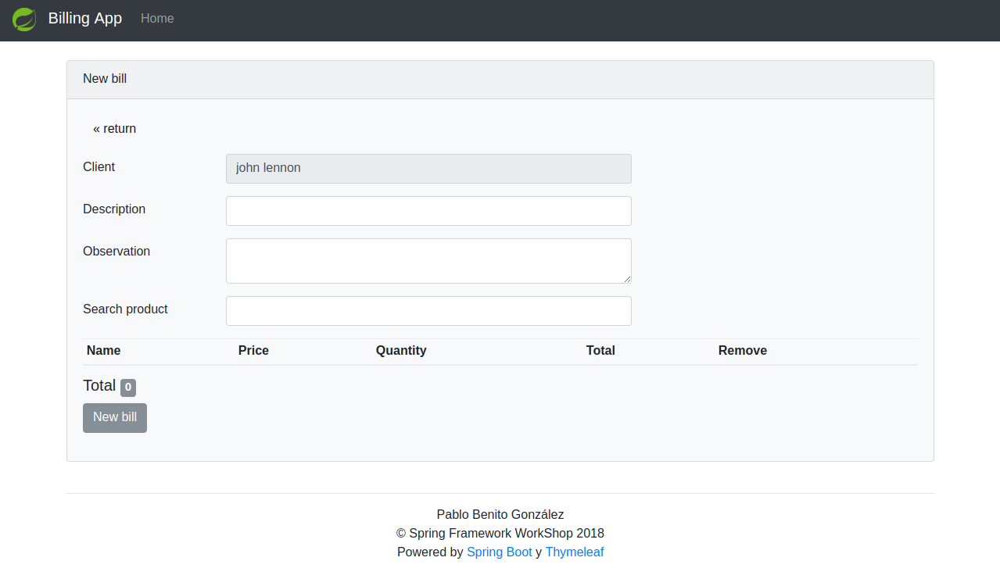 Billing App Home
New bill
« return
Client john lennon
Description
Observation
Search product
Name Price Quantity Total Remove
Total 0
New bill
Pablo Benito González
© Spring Framework WorkShop 2018
Powered by Spring Boot y Thymeleaf